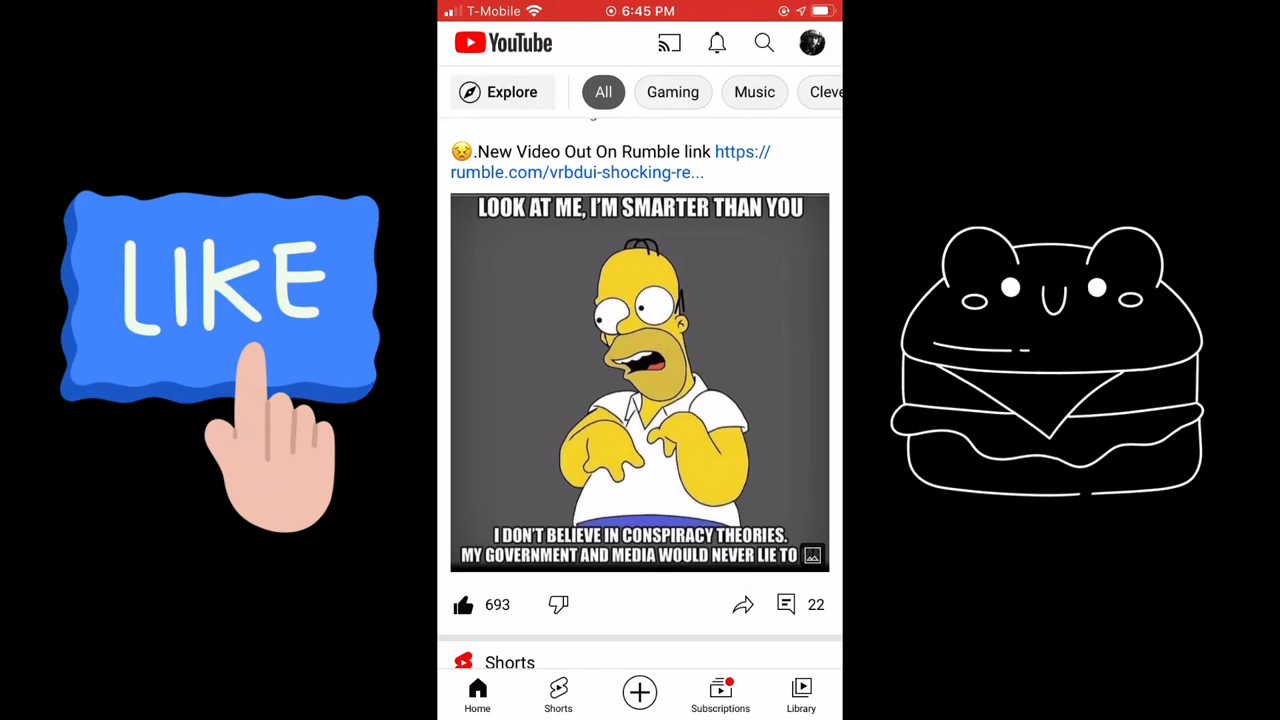 T-Mobile 6:45 PM
YouTube
Explore All Gaming Music Cleve
😣.New Video Out On Rumble link https://
rumble.com/vrbdui-shocking-re...
LOOK AT ME, I'M SMARTER THAN YOU
LIKE
I DON'T BELIEVE IN CONSPIRACY THEORIES.
MY GOVERNMENT AND MEDIA WOULD NEVER LIE TO
693 22
Shorts
Home Shorts Subscriptions Library